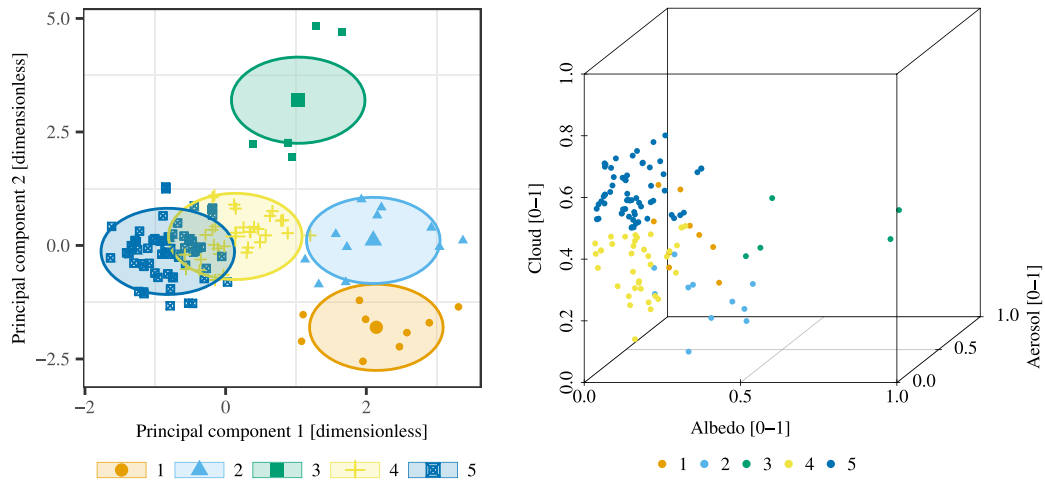 5.0
2.5
0.0
−2.5
Principal component 2 [dimensionless]
−2 0 2
Principal component 1 [dimensionless]
1 2 3 4 5
1.0
0.8
0.6
0.4
0.2
0.0
Cloud [0−1]
0.0 0.5 1.0
Albedo [0−1]
0.0
0.5
1.0
Aerosol [0−1]
1 2 3 4 5